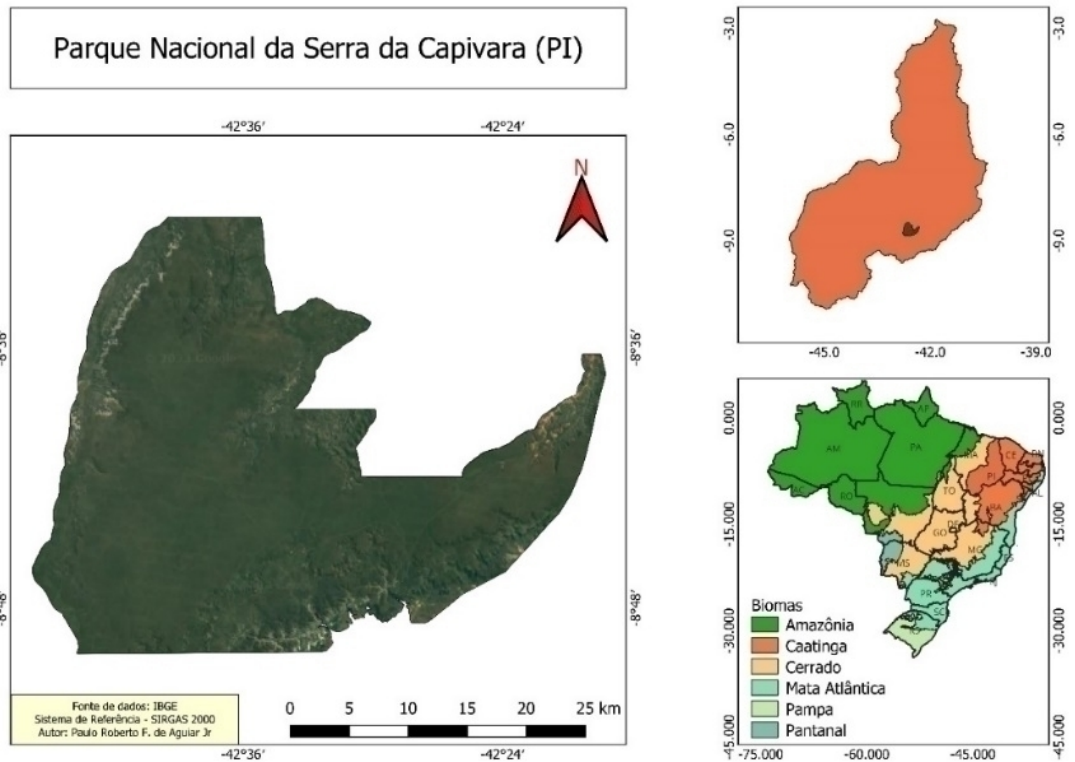 Parque Nacional da Serra da Capivara (PI)
-42°36′ -42°24′
N
-8°36′ -8°36′
-8°48′ -8°48′
Fonte de dados: IBGE
Sistema de Referência - SIRGAS 2000
Autor: Paulo Roberto F. de Aguiar Jr
0 5 10 15 20 25 km
-42°36′ -42°24′
-3.0 -3.0
-6.0 -6.0
-9.0 -9.0
-45.0 -42.0 -39.0
0.000 0.000
-15.000 -15.000
-30.000 -30.000
-45.000 -45.000
RR AP
AM PA MA CE RN
PI
AC RO TO AL
BA
DF
GO
MG
MS ES
PR
SC
Biomas
Amazônia
Caatinga
Cerrado
Mata Atlântica
Pampa
Pantanal
-75.000 -60.000 -45.000